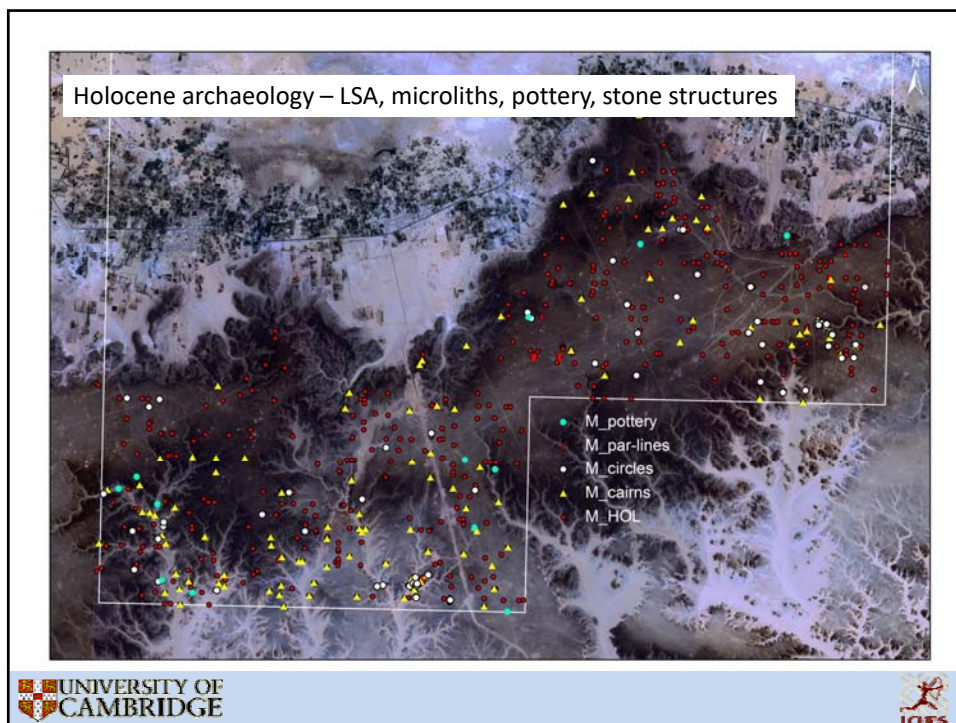 Holocene archaeology – LSA, microliths, pottery, stone structures
N
M_pottery
M_par-lines
M_circles
M_cairns
M_HOL
UNIVERSITY OF
CAMBRIDGE